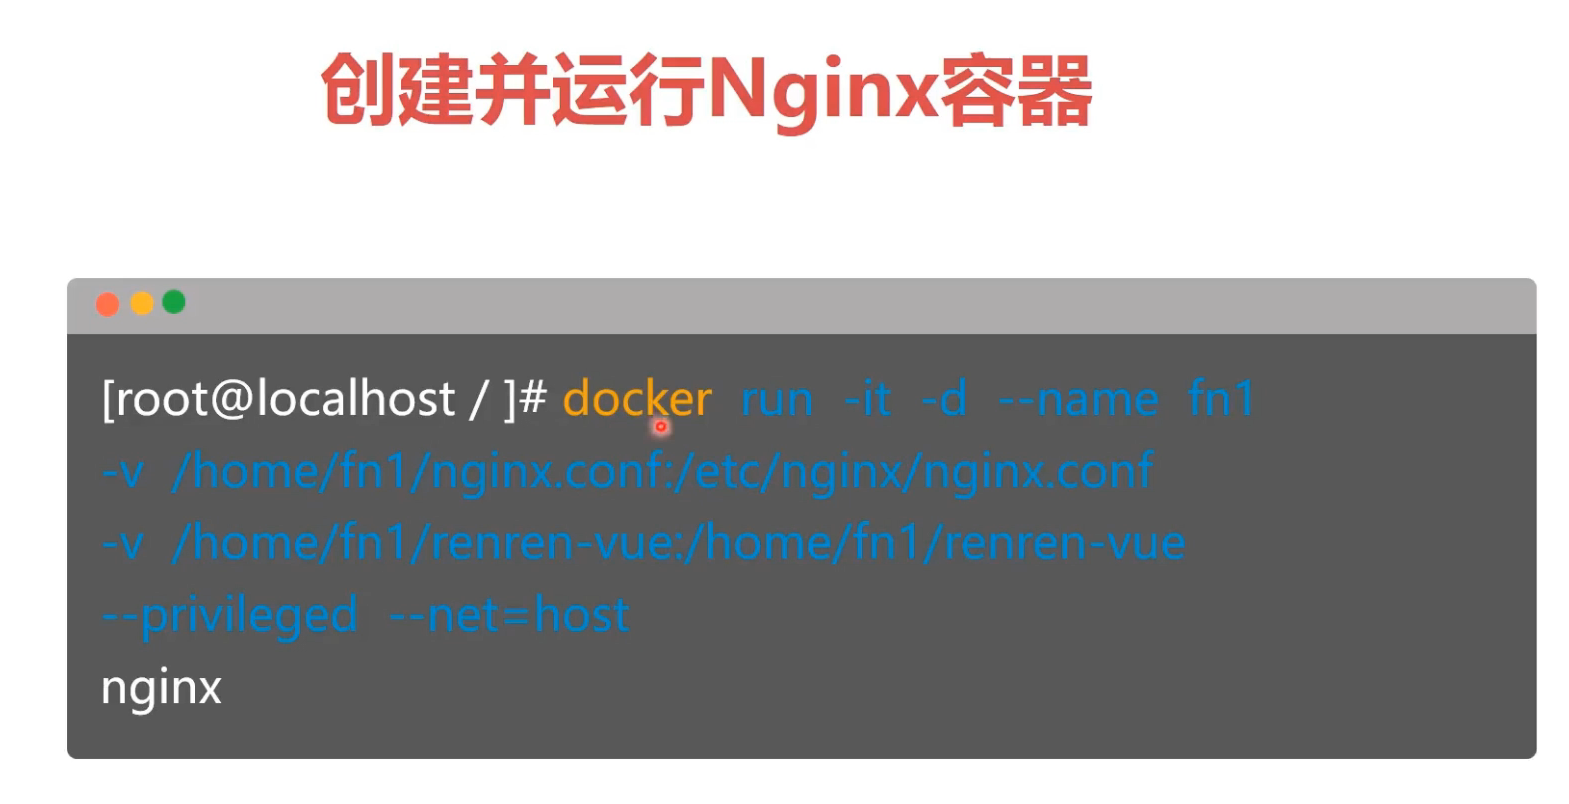 创建并运行Nginx容器
[root@localhost / ]# docker run -it -d --name fn1
-v /home/fn1/nginx.conf:/etc/nginx/nginx.conf
-v /home/fn1/renren-vue:/home/fn1/renren-vue
--privileged --net=host
nginx